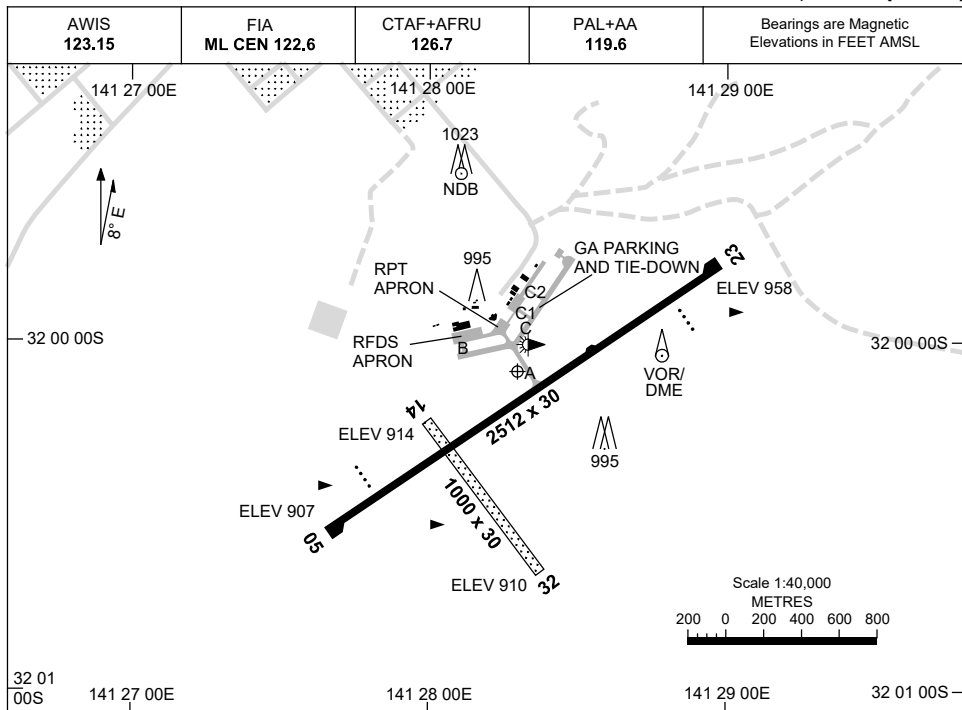 AWIS
123.15
FIA
ML CEN 122.6
CTAF+AFRU
126.7
PAL+AA
119.6
Bearings are Magnetic
Elevations in FEET AMSL
141 27 00E
141 28 00E
141 29 00E
1023
NDB
8° E
995
RPT
APRON
GA PARKING
AND TIE-DOWN
C2
C1
C
23
ELEV 958
32 00 00S
RFDS
APRON
B
A
VOR/
DME
32 00 00S
14
ELEV 914
2512 x 30
995
ELEV 907
1000 x 30
05
ELEV 910
32
Scale 1:40,000
METRES
200 0 200 400 600 800
32 01
00S
141 27 00E
141 28 00E
141 29 00E
32 01 00S